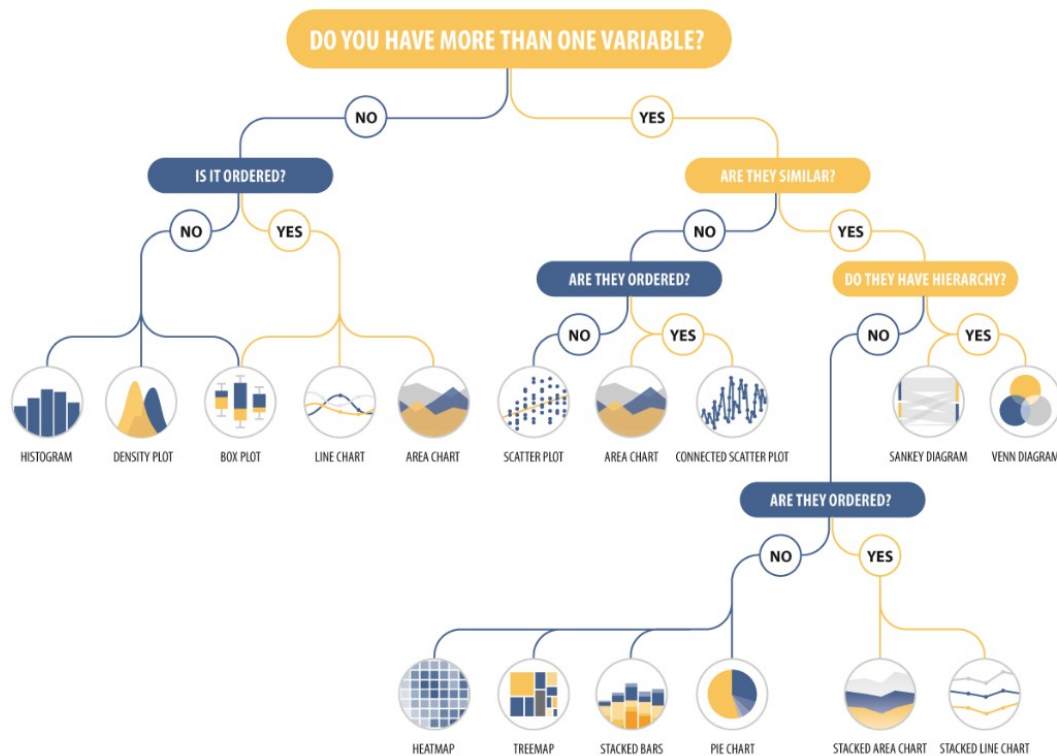 DO YOU HAVE MORE THAN ONE VARIABLE?
NO
YES
IS IT ORDERED?
ARE THEY SIMILAR?
NO
YES
NO
YES
ARE THEY ORDERED?
DO THEY HAVE HIERARCHY?
NO
YES
NO
YES
HISTOGRAM
DENSITY PLOT
BOX PLOT
LINE CHART
AREA CHART
SCATTER PLOT
AREA CHART
CONNECTED SCATTER PLOT
SANKEY DIAGRAM
VENN DIAGRAM
ARE THEY ORDERED?
NO
YES
HEATMAP
TREEMAP
STACKED BARS
PIE CHART
STACKED AREA CHART
STACKED LINE CHART